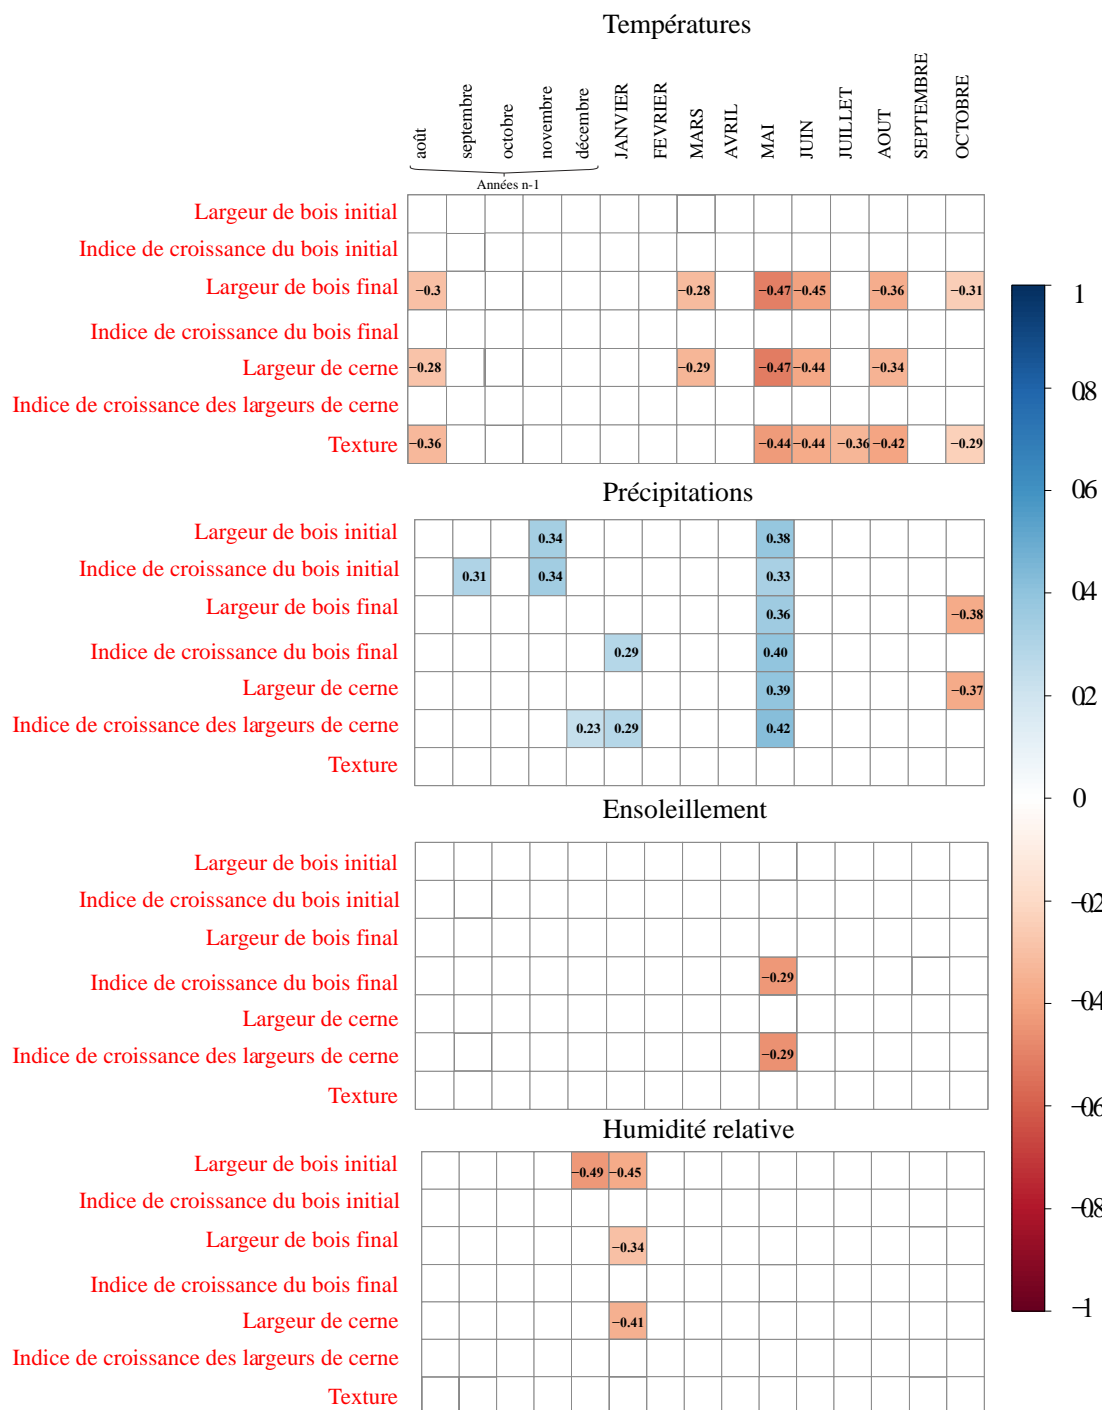 Températures
août septembre octobre novembre décembre JANVIER FEVRIER MARS AVRIL MAI JUIN JUILLET AOUT SEPTEMBRE OCTOBRE
Années n-1
Largeur de bois initial
Indice de croissance du bois initial
Largeur de bois final −0.3 −0.28 −0.47 −0.45 −0.36 −0.31
Indice de croissance du bois final
Largeur de cerne −0.28 −0.29 −0.47 −0.44 −0.34
Indice de croissance des largeurs de cerne
Texture −0.36 −0.44 −0.44 −0.36 −0.42 −0.29
Précipitations
Largeur de bois initial 0.34 0.38
Indice de croissance du bois initial 0.31 0.34 0.33
Largeur de bois final 0.36 −0.38
Indice de croissance du bois final 0.29 0.40
Largeur de cerne 0.39 −0.37
Indice de croissance des largeurs de cerne 0.23 0.29 0.42
Texture
Ensoleillement
Largeur de bois initial
Indice de croissance du bois initial
Largeur de bois final
Indice de croissance du bois final −0.29
Largeur de cerne
Indice de croissance des largeurs de cerne −0.29
Texture
Humidité relative
Largeur de bois initial −0.49 −0.45
Indice de croissance du bois initial
Largeur de bois final −0.34
Indice de croissance du bois final
Largeur de cerne −0.41
Indice de croissance des largeurs de cerne
Texture
1
0,8
0,6
0,4
0,2
0
−0,2
−0,4
−0,6
−0,8
−1